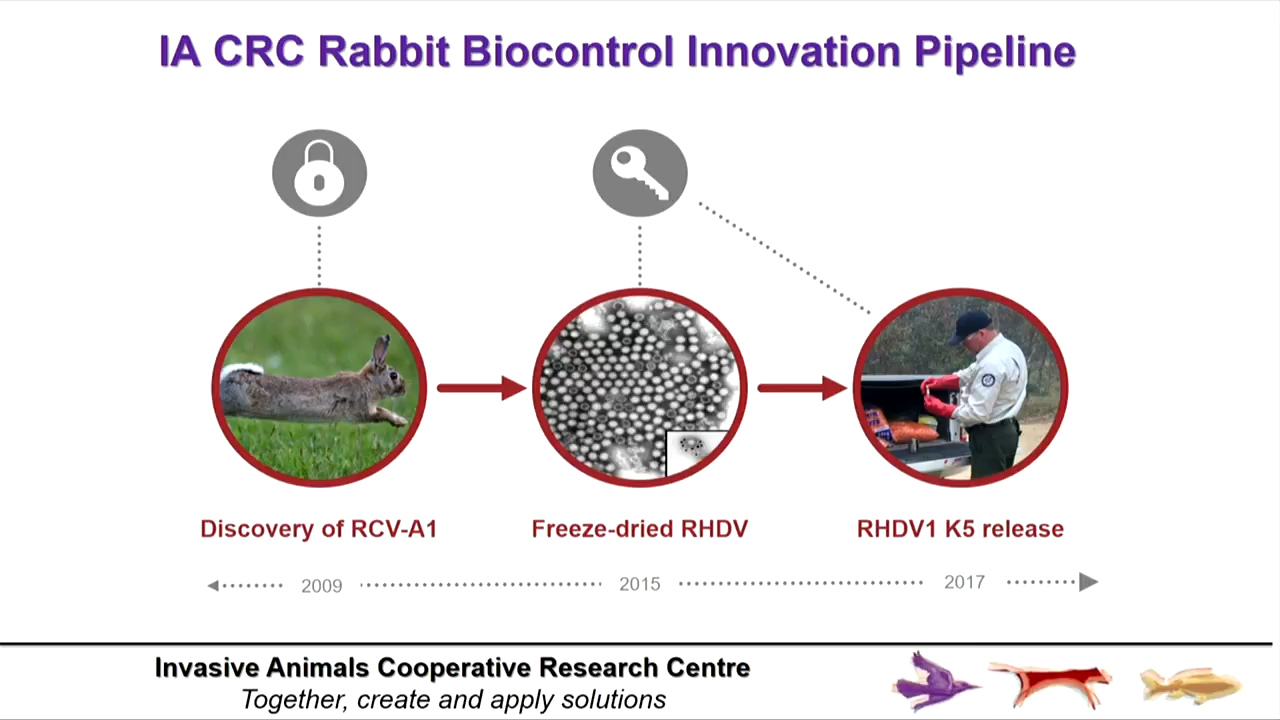 IA CRC Rabbit Biocontrol Innovation Pipeline
Discovery of RCV-A1
Freeze-dried RHDV
RHDV1 K5 release
2009
2015
2017
Invasive Animals Cooperative Research Centre
Together, create and apply solutions